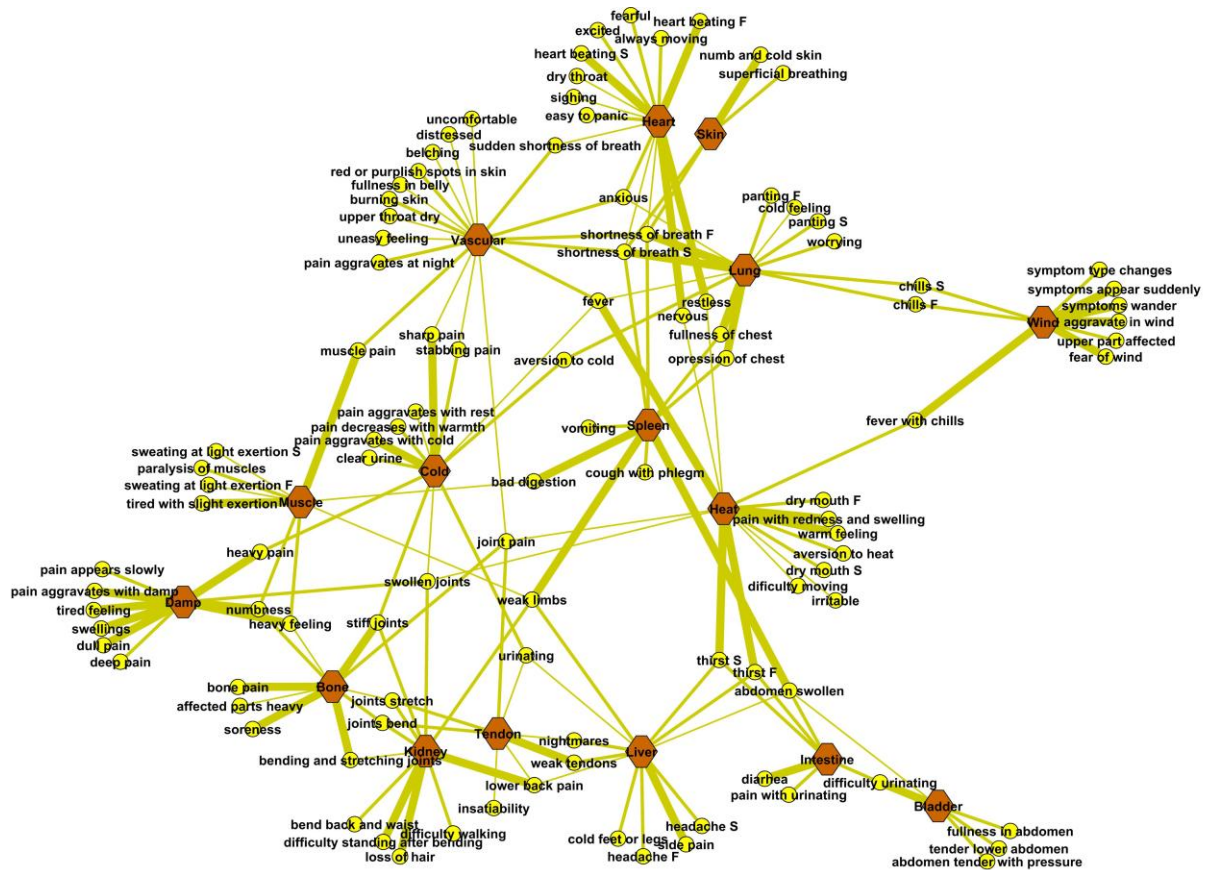 fearful
heart beating F
excited
always moving
heart beating S
numb and cold skin
dry throat
superficial breathing
sighing
easy to panic
Heart
Skin
uncomfortable
distressed
sudden shortness of breath
belching
red or purplish spots in skin
fullness in belly
burning skin
anxious
panting F
cold feeling
upper throat dry
panting S
shortness of breath F
uneasy feeling
Vascular
worrying
shortness of breath S
pain aggravates at night
Lung
symptom type changes
chills S
symptoms appear suddenly
fever
restless
chills F
symptoms wander
nervous
Wind
aggravate in wind
sharp pain
fullness of chest
upper part affected
muscle pain
stabbing pain
fear of wind
aversion to cold
opression of chest
pain aggravates with rest
fever with chills
pain decreases with warmth
vomiting
Spleen
pain aggravates with cold
sweating at light exertion S
clear urine
paralysis of muscles
Cold
cough with phlegm
bad digestion
sweating at light exertion F
tired with slight exertion
Muscle
dry mouth F
Heat
pain with redness and swelling
warm feeling
joint pain
heavy pain
aversion to heat
pain appears slowly
dry mouth S
swollen joints
dificulty moving
pain aggravates with damp
Damp
weak limbs
irritable
tired feeling
numbness
swellings
heavy feeling
stiff joints
dull pain
urinating
deep pain
thirst S
thirst F
bone pain
Bone
abdomen swollen
affected parts heavy
joints stretch
soreness
joints bend
Tendon
nightmares
Kidney
Liver
bending and stretching joints
weak tendons
Intestine
diarhea
difficulty urinating
lower back pain
pain with urinating
insatiability
Bladder
bend back and waist
difficulty walking
headache S
fullness in abdomen
cold feet or legs
difficulty standing after bending
side pain
tender lower abdomen
loss of hair
headache F
abdomen tender with pressure